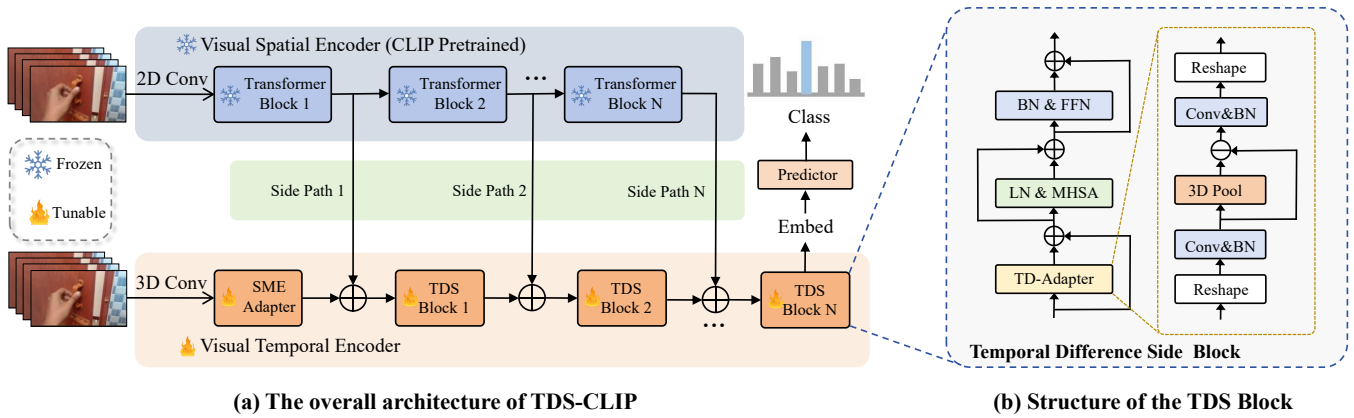 Visual Spatial Encoder (CLIP Pretrained)
2D Conv
Transformer
Block 1
Transformer
Block 2
...
Transformer
Block N
Class
Frozen
Tunable
Side Path 1
Side Path 2
Side Path N
Predictor
Embed
3D Conv
SME
Adapter
TDS
Block 1
TDS
Block 2
...
TDS
Block N
Visual Temporal Encoder
(a) The overall architecture of TDS-CLIP
BN & FFN
LN & MHSA
TD-Adapter
Reshape
Conv&BN
3D Pool
Conv&BN
Reshape
Temporal Difference Side Block
(b) Structure of the TDS Block